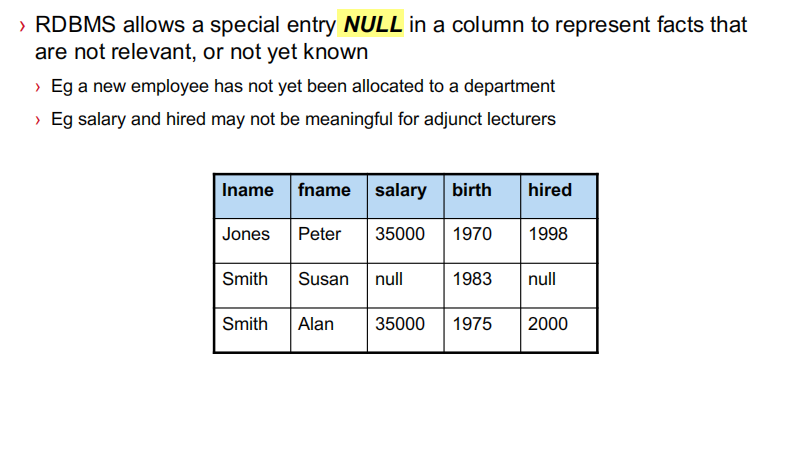 › RDBMS allows a special entry NULL in a column to represent facts that
are not relevant, or not yet known
› Eg a new employee has not yet been allocated to a department
› Eg salary and hired may not be meaningful for adjunct lecturers
lname fname salary birth hired
Jones Peter 35000 1970 1998
Smith Susan null 1983 null
Smith Alan 35000 1975 2000